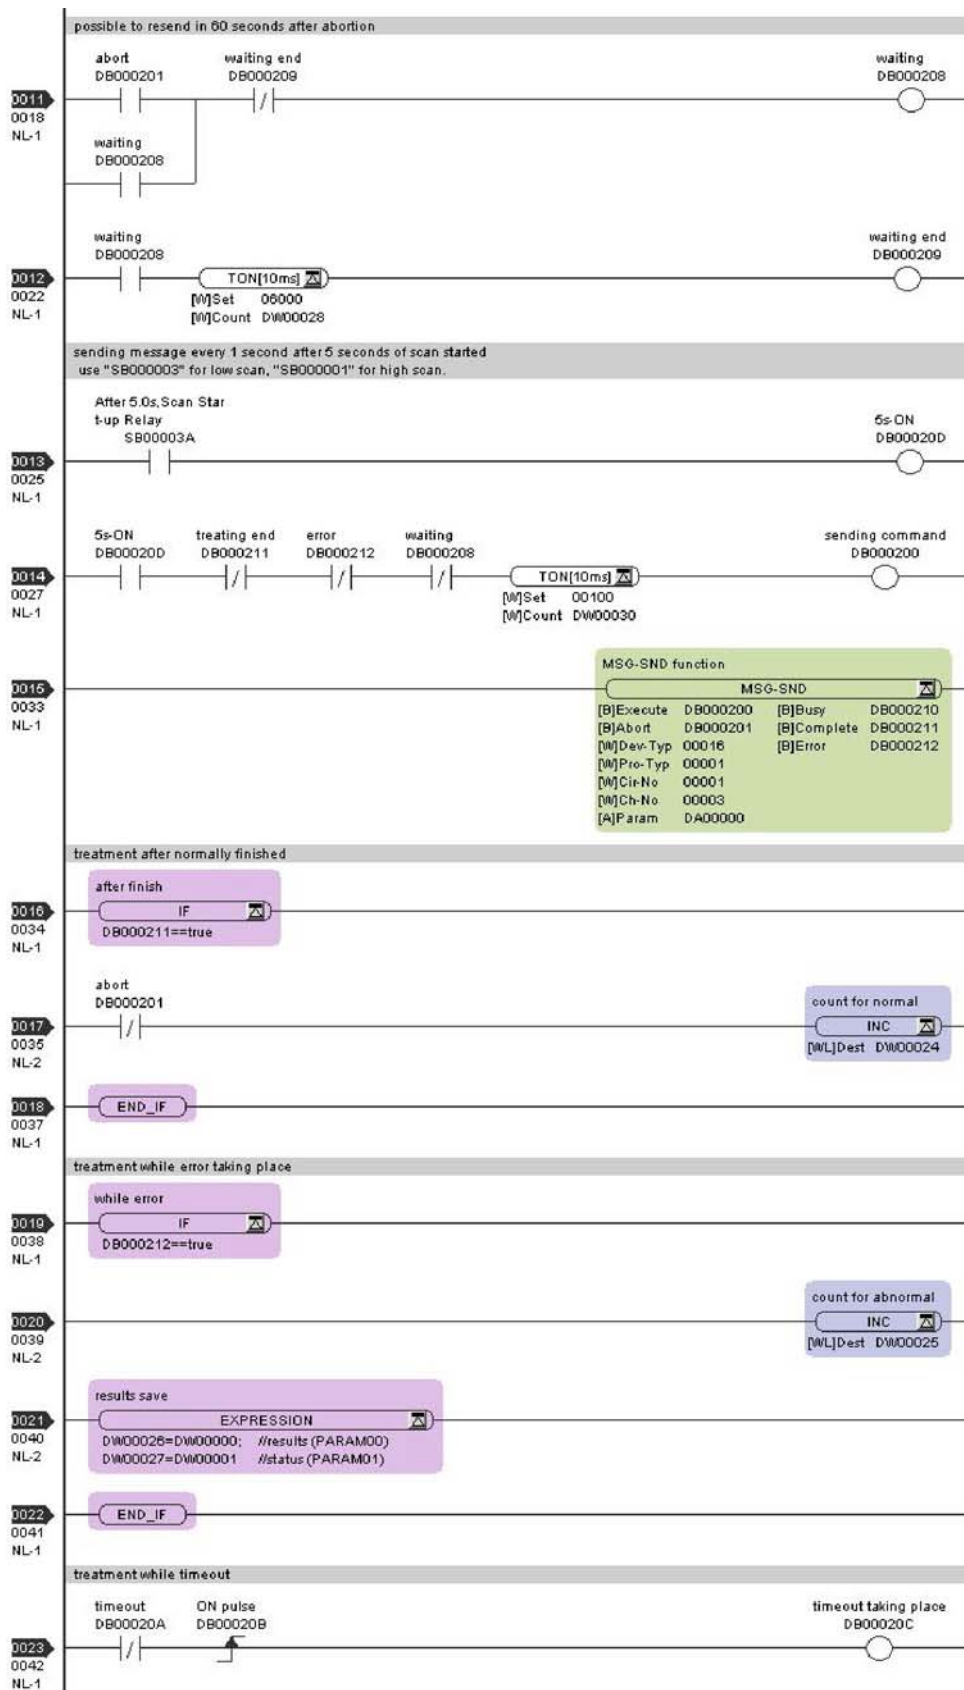 possible to resend in 60 seconds after abortion
abort
DB000201
waiting end
DB000209
waiting
DB000208
0011
0018
NL-1
waiting
DB000208
waiting
DB000208
waiting end
DB000209
0012
0022
NL-1
TON[10ms]
[W]Set 06000
[W]Count DW00028
sending message every 1 second after 5 seconds of scan started
use "SB000003" for low scan, "SB000001" for high scan.
After 5.0s,Scan Star
t-up Relay
SB00003A
5s-ON
DB00020D
0013
0025
NL-1
5s-ON
DB00020D
treating end
DB000211
error
DB000212
waiting
DB000208
sending command
DB000200
0014
0027
NL-1
TON[10ms]
[W]Set 00100
[W]Count DW00030
MSG-SND function
0015
0033
NL-1
MSG-SND
[B]Execute DB000200 [B]Busy DB000210
[B]Abort DB000201 [B]Complete DB000211
[W]Dev-Typ 00016 [B]Error DB000212
[W]Pro-Typ 00001
[W]Cir-No 00001
[W]Ch-No 00003
[A]Param DA00000
treatment after normally finished
after finish
0016
0034
NL-1
IF
DB000211==true
abort
DB000201
count for normal
0017
0035
NL-2
INC
[WL]Dest DW00024
0018
0037
NL-1
END_IF
treatment while error taking place
while error
0019
0038
NL-1
IF
DB000212==true
count for abnormal
0020
0039
NL-2
INC
[WL]Dest DW00025
results save
0021
0040
NL-2
EXPRESSION
DW00026=DW00000; //results (PARAM00)
DW00027=DW00001 //status (PARAM01)
0022
0041
NL-1
END_IF
treatment while timeout
timeout
DB00020A
ON pulse
DB00020B
timeout taking place
DB00020C
0023
0042
NL-1